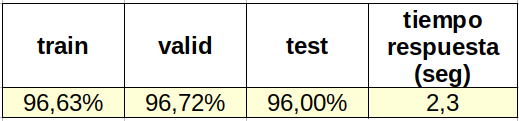 train valid test tiempo respuesta (seg)
96,63% 96,72% 96,00% 2,3